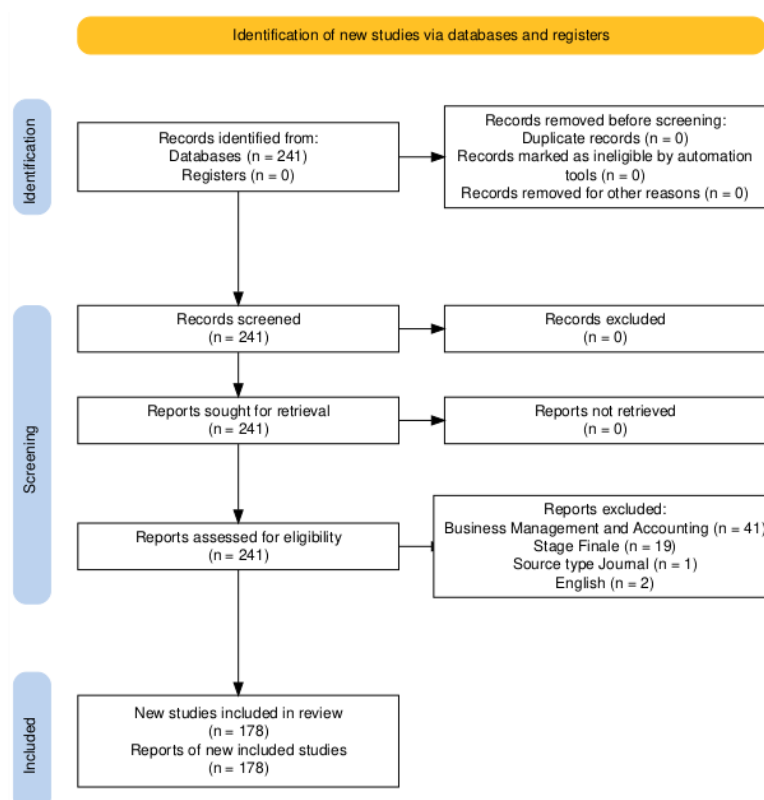 Identification of new studies via databases and registers
Identification
Records identified from:
Databases (n = 241)
Registers (n = 0)
Records removed before screening:
Duplicate records (n = 0)
Records marked as ineligible by automation
tools (n = 0)
Records removed for other reasons (n = 0)
Screening
Records screened
(n = 241)
Records excluded
(n = 0)
Reports sought for retrieval
(n = 241)
Reports not retrieved
(n = 0)
Reports assessed for eligibility
(n = 241)
Reports excluded:
Business Management and Accounting (n = 41)
Stage Finale (n = 19)
Source type Journal (n = 1)
English (n = 2)
Included
New studies included in review
(n = 178)
Reports of new included studies
(n = 178)